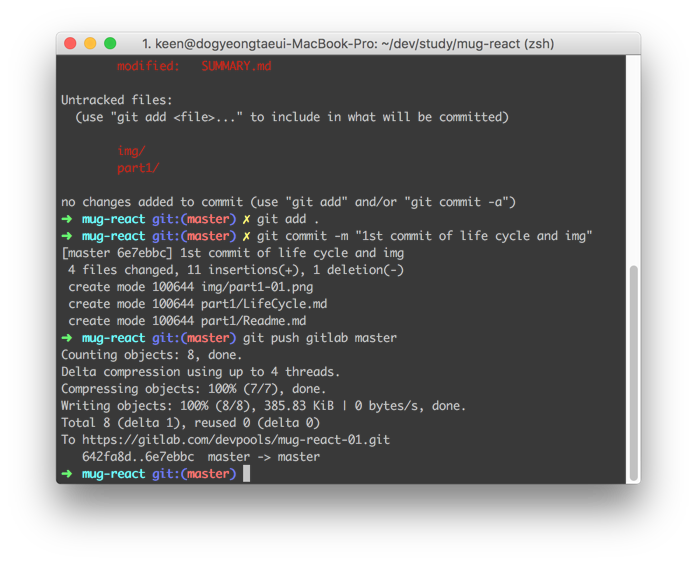 1. keen@dogyeongtaeui-MacBook-Pro: ~/dev/study/mug-react (zsh)
modified:   SUMMARY.md
Untracked files:
(use "git add <file>..." to include in what will be committed)
img/
part1/
no changes added to commit (use "git add" and/or "git commit -a")
➜ mug-react git:(master) ✗ git add .
➜ mug-react git:(master) ✗ git commit -m "1st commit of life cycle and img"
[master 6e7ebbc] 1st commit of life cycle and img
4 files changed, 11 insertions(+), 1 deletion(-)
create mode 100644 img/part1-01.png
create mode 100644 part1/LifeCycle.md
create mode 100644 part1/Readme.md
➜ mug-react git:(master) git push gitlab master
Counting objects: 8, done.
Delta compression using up to 4 threads.
Compressing objects: 100% (7/7), done.
Writing objects: 100% (8/8), 385.83 KiB | 0 bytes/s, done.
Total 8 (delta 1), reused 0 (delta 0)
To https://gitlab.com/devpools/mug-react-01.git
642fa8d..6e7ebbc  master -> master
➜ mug-react git:(master)